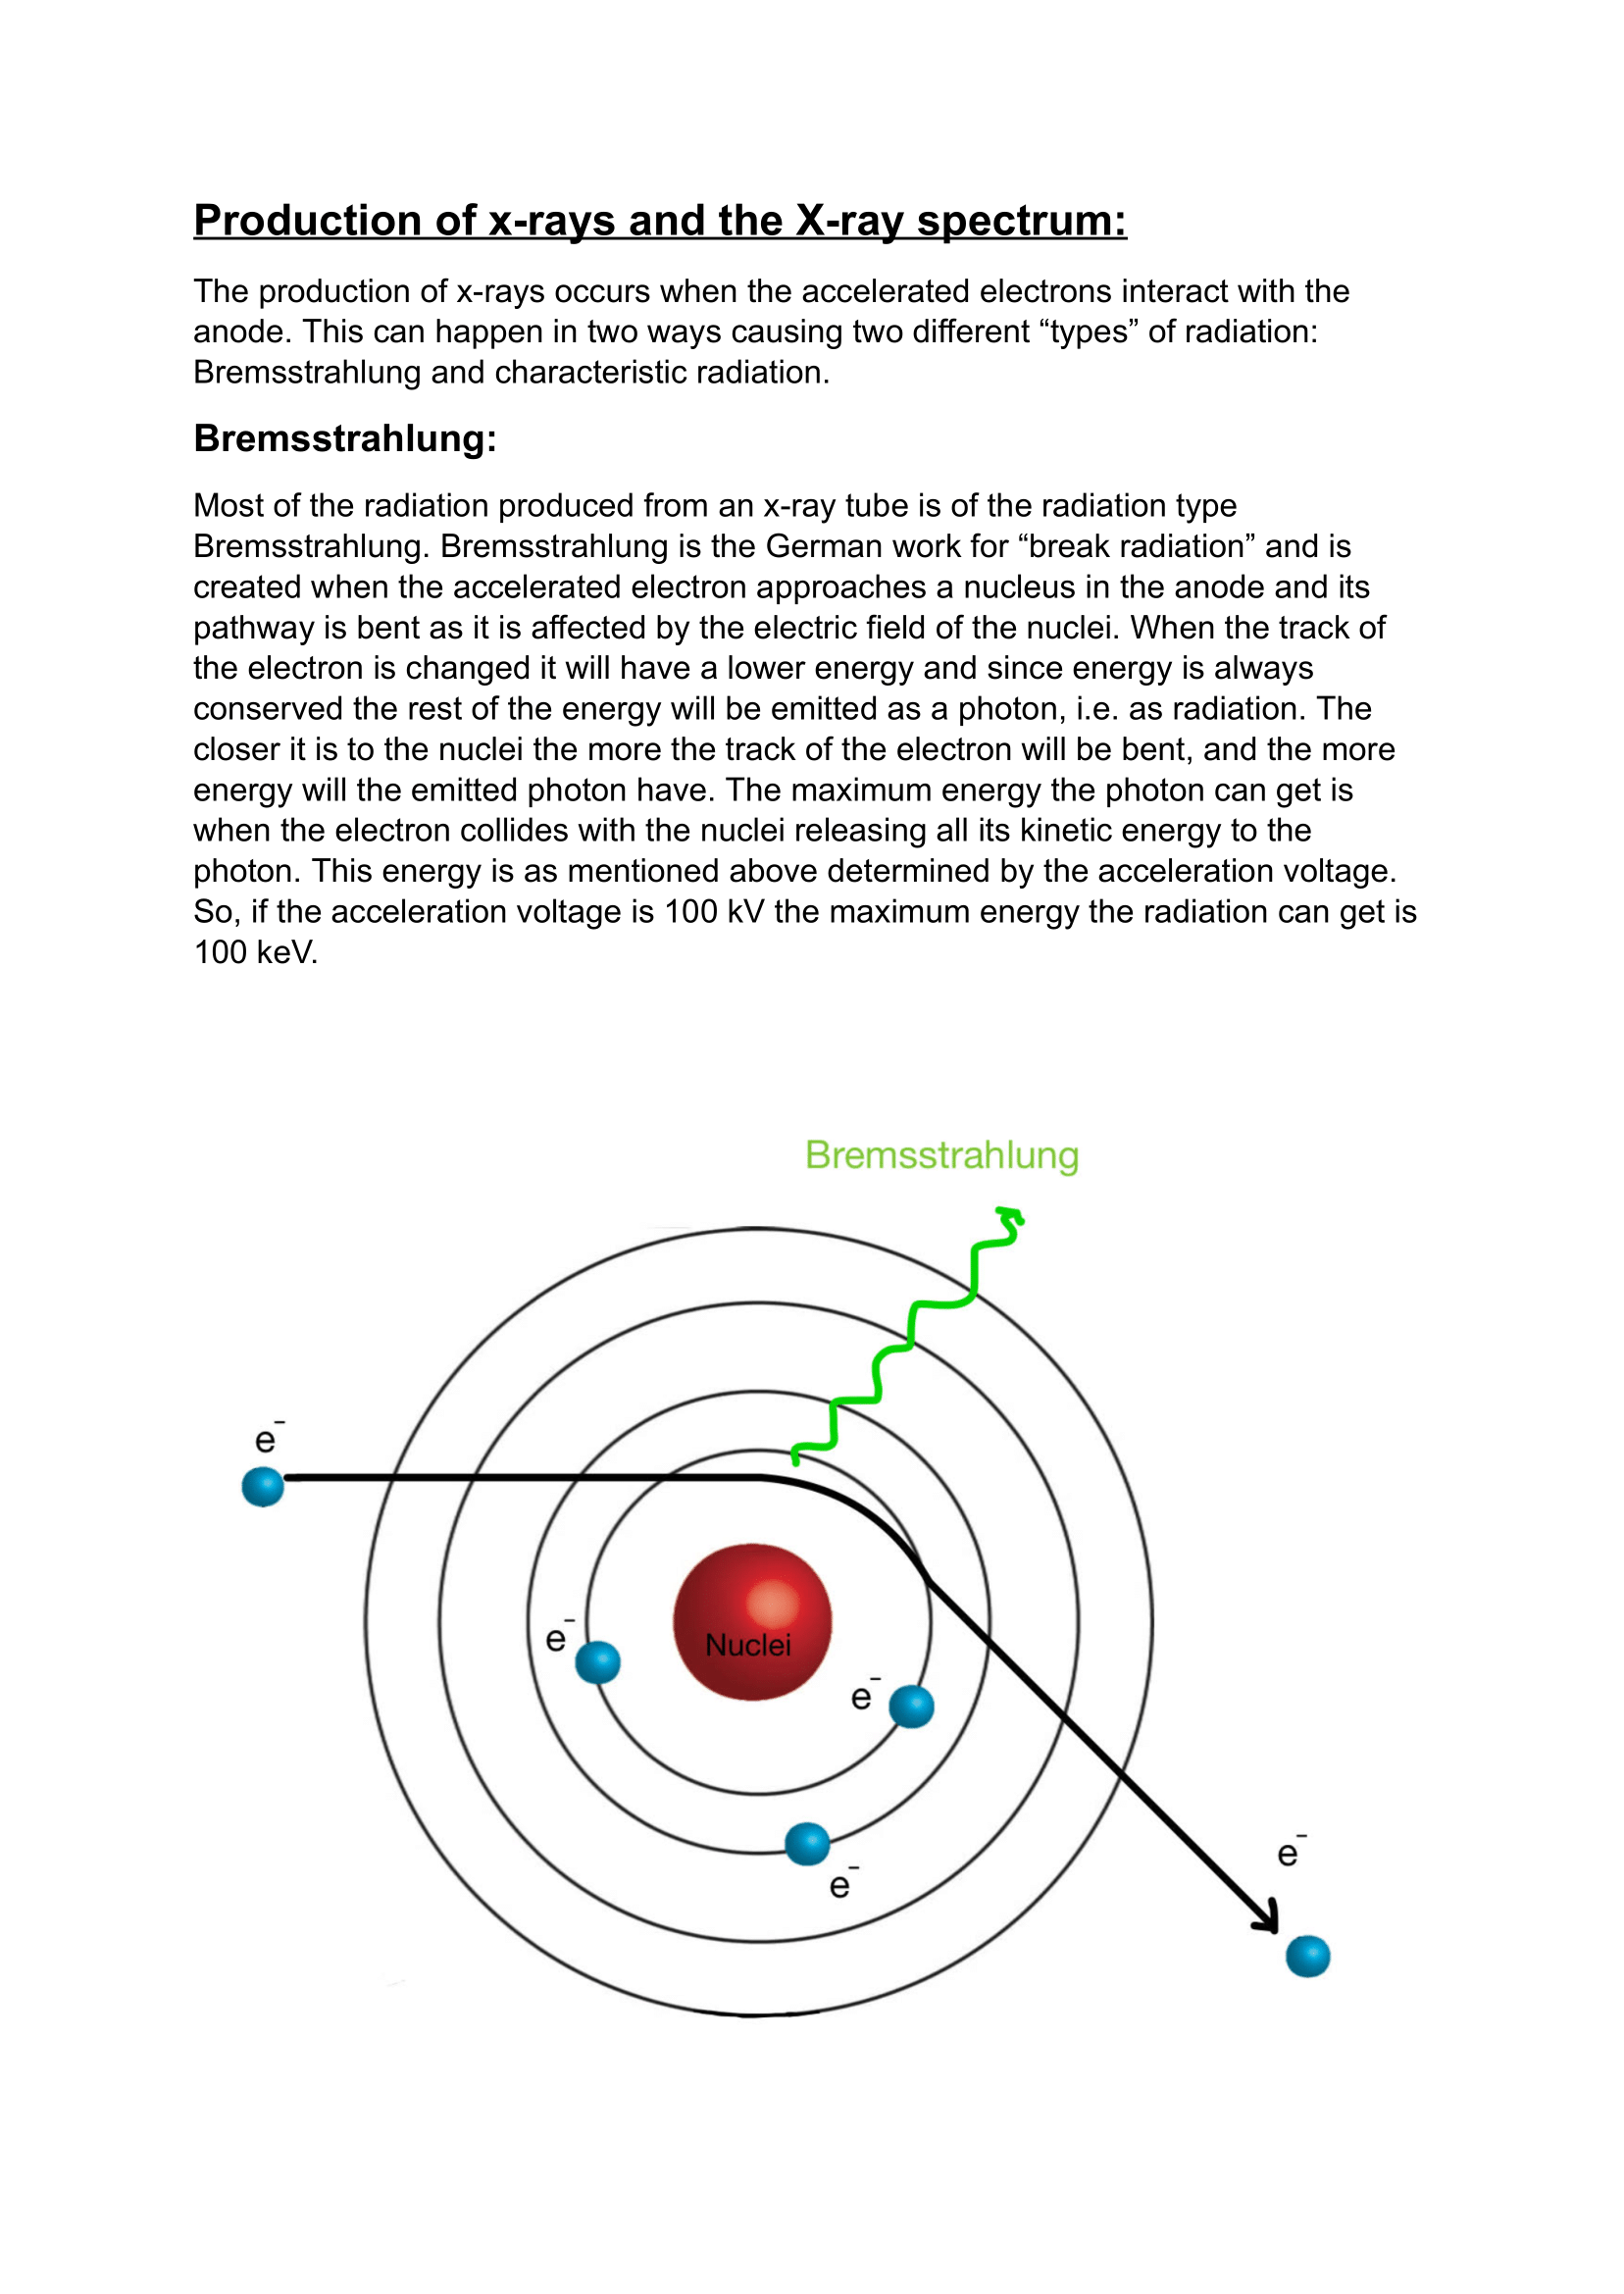 Production of x-rays and the X-ray spectrum:
The production of x-rays occurs when the accelerated electrons interact with the
anode. This can happen in two ways causing two different “types” of radiation:
Bremsstrahlung and characteristic radiation.
Bremsstrahlung:
Most of the radiation produced from an x-ray tube is of the radiation type
Bremsstrahlung. Bremsstrahlung is the German work for “break radiation” and is
created when the accelerated electron approaches a nucleus in the anode and its
pathway is bent as it is affected by the electric field of the nuclei. When the track of
the electron is changed it will have a lower energy and since energy is always
conserved the rest of the energy will be emitted as a photon, i.e. as radiation. The
closer it is to the nuclei the more the track of the electron will be bent, and the more
energy will the emitted photon have. The maximum energy the photon can get is
when the electron collides with the nuclei releasing all its kinetic energy to the
photon. This energy is as mentioned above determined by the acceleration voltage.
So, if the acceleration voltage is 100 kV the maximum energy the radiation can get is
100 keV.
Bremsstrahlung
e⁻
e⁻
Nuclei
e⁻
e⁻
e⁻